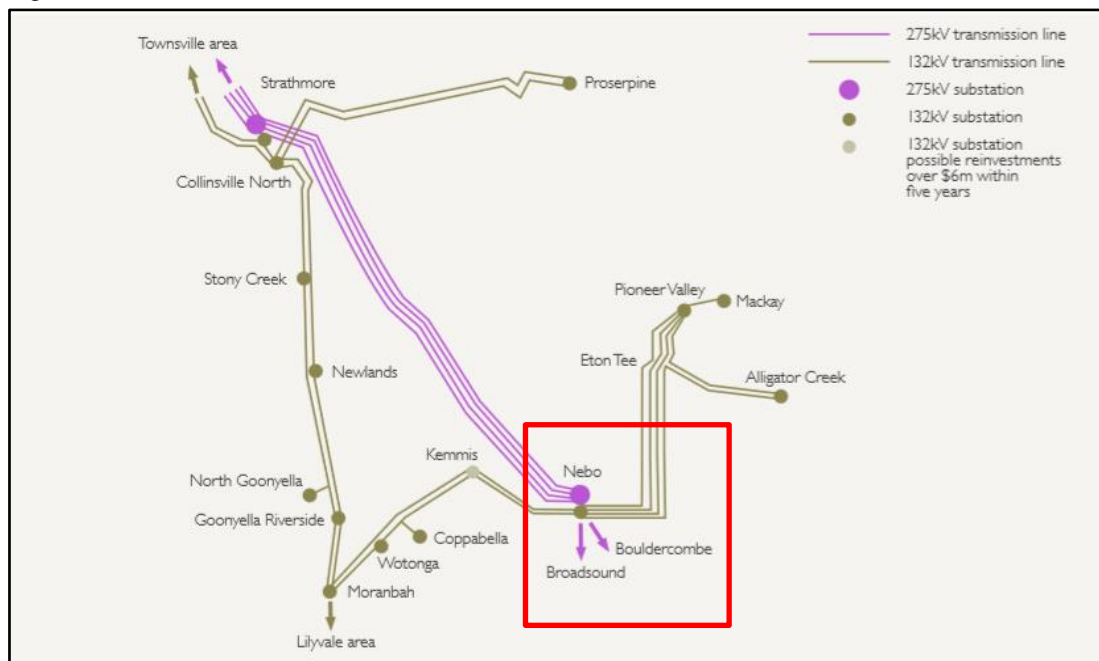 Townsville area
Strathmore
Proserpine
Collinsville North
275kV transmission line
132kV transmission line
275kV substation
132kV substation
132kV substation
possible reinvestments
over $6m within
five years
Stony Creek
Pioneer Valley
Mackay
Eton Tee
Newlands
Alligator Creek
Kemmis
Nebo
North Goonyella
Goonyella Riverside
Coppabella
Wotonga
Bouldercombe
Broadsound
Moranbah
Lilyvale area